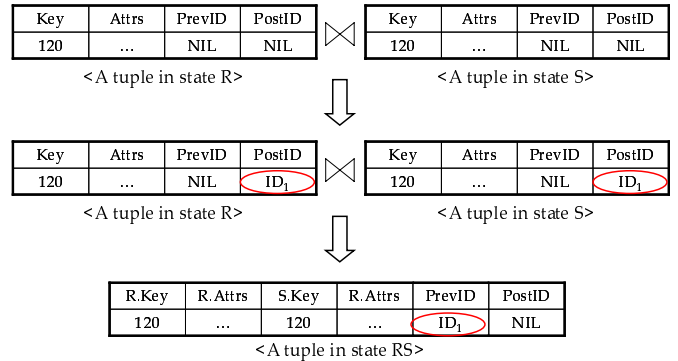 Key Attrs PrevID PostID Key Attrs PrevID PostID
120 ... NIL NIL 120 ... NIL NIL
<A tuple in state R> <A tuple in state S>
Key Attrs PrevID PostID Key Attrs PrevID PostID
120 ... NIL ID₁ 120 ... NIL ID₁
<A tuple in state R> <A tuple in state S>
R.Key R.Attrs S.Key R.Attrs PrevID PostID
120 ... 120 ... ID₁ NIL
<A tuple in state RS>